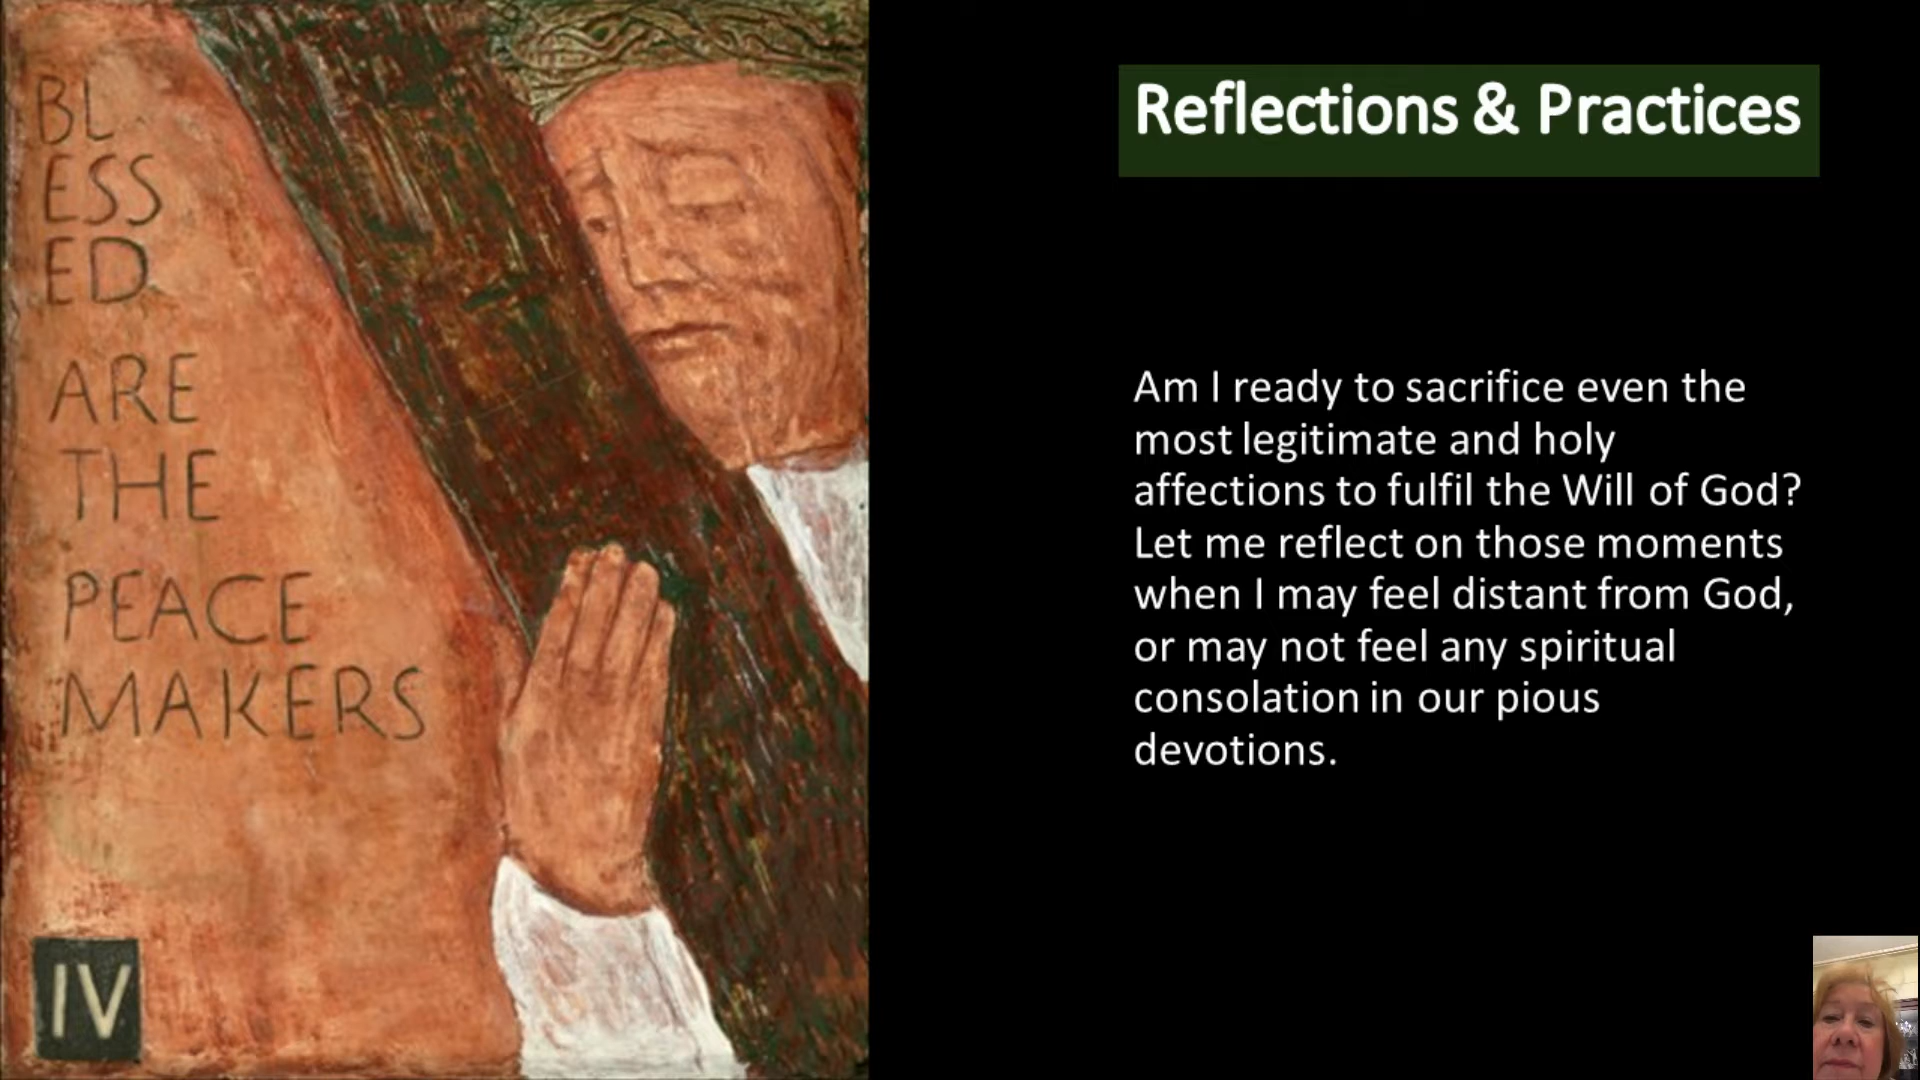 BL
ESS
ED
ARE
THE
PEACE
MAKERS
IV
Reflections & Practices
Am I ready to sacrifice even the
most legitimate and holy
affections to fulfil the Will of God?
Let me reflect on those moments
when I may feel distant from God,
or may not feel any spiritual
consolation in our pious
devotions.